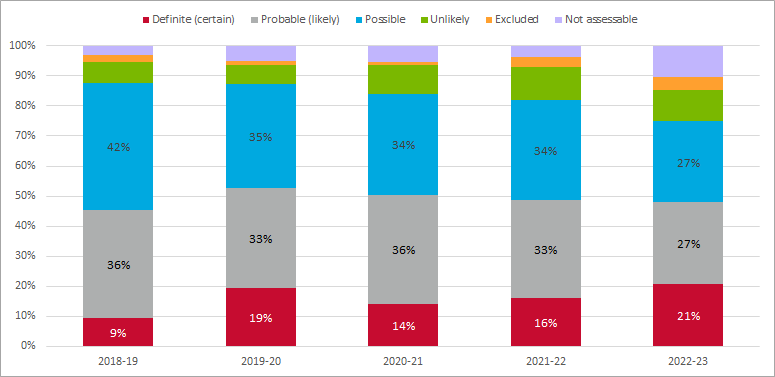 Definite (certain) Probable (likely) Possible Unlikely Excluded Not assessable
100%
90%
80%
70%
60%
50%
40%
30%
20%
10%
0%
42% 35% 34% 34% 27%
36% 33% 36% 33% 27%
9% 19% 14% 16% 21%
2018-19 2019-20 2020-21 2021-22 2022-23